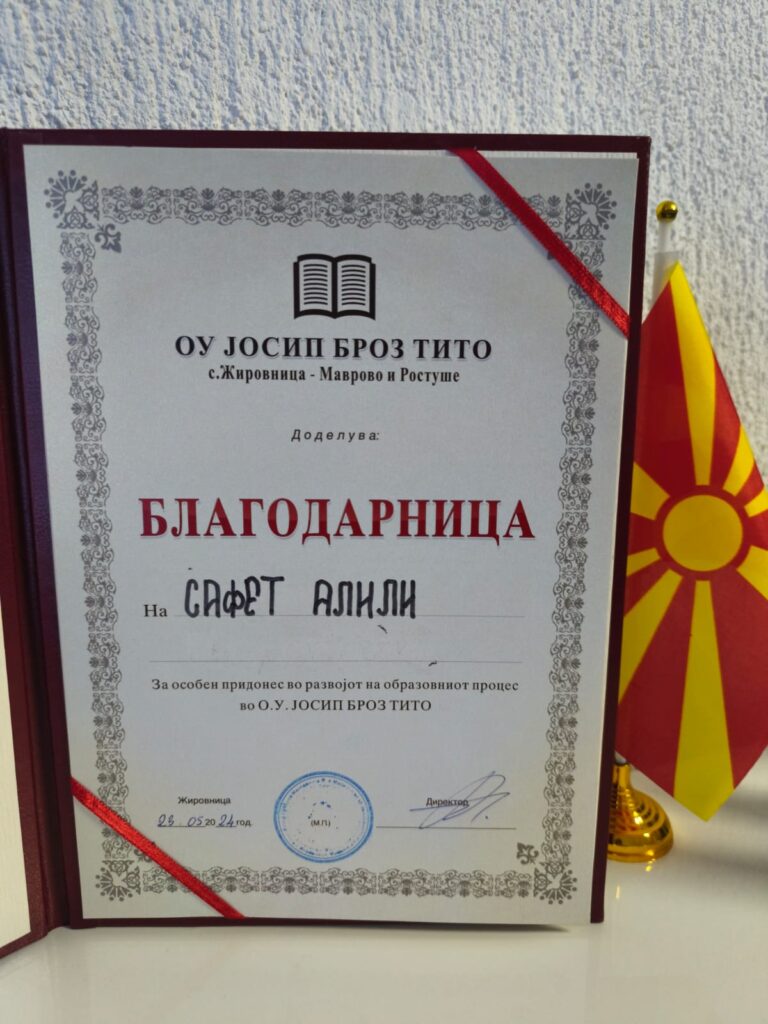 ОУ ЈОСИП БРОЗ ТИТО
с.Жировница - Маврово и Ростуше
Доделува:
БЛАГОДАРНИЦА
На САФЕТ АЛИЛИ
За особен придонес во развојот на образовниот процес
во О.У. ЈОСИП БРОЗ ТИТО
Жировница
23.05 2024 год.
(М.П)
Директор